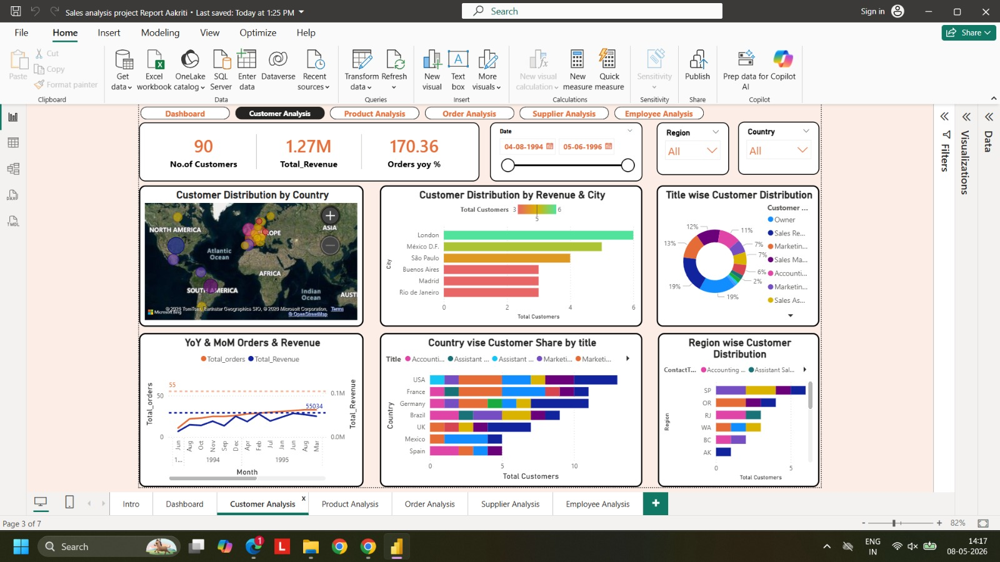 Sales analysis project Report Aakriti • Last saved: Today at 1:25 PM
Search
Sign in
File Home Insert Modeling View Optimize Help
Share
Paste
Cut
Copy
Format painter
Clipboard
Get data
Excel workbook
OneLake catalog
SQL Server
Enter data
Dataverse
Recent sources
Data
Transform data
Refresh
Queries
New visual
Text box
More visuals
Insert
New visual calculation
New measure
Quick measure
Calculations
Sensitivity
Sensitivity
Publish
Share
Prep data for AI
Copilot
Copilot
Dashboard Customer Analysis Product Analysis Order Analysis Supplier Analysis Employee Analysis
90
No.of Customers
1.27M
Total_Revenue
170.36
Orders yoy %
Date
04-08-1994 05-06-1996
Region
All
Country
All
Filters
Visualizations
Data
Customer Distribution by Country
NORTH AMERICA
OPE
ASIA
Atlantic Ocean
AFRICA
SOUTH AMERICA
Indian Ocean
AUST
Microsoft Bing
© 2026 TomTom, Earthstar Geographics SIO, © 2026 Microsoft Corporation, Terms
© OpenStreetMap
Customer Distribution by Revenue & City
Total Customers 3 5 6
City
London
México D.F.
São Paulo
Buenos Aires
Madrid
Rio de Janeiro
0 2 4 6
Total Customers
Title wise Customer Distribution
12%
11%
13%
7%
7%
6%
2%
19%
19%
Customer ...
Owner
Sales Re...
Marketin...
Sales Ma...
Accounti...
Marketin...
Sales As...
YoY & MoM Orders & Revenue
Total_orders Total_Revenue
Total_orders
55
50
0
55034
0.1M
0.0M
Total_Revenue
Jun Aug Oct Nov Sep Dec Apr Feb Jul Jan Jun Aug Mar
1... 1994 1995
Month
Country vise Customer Share by title
Title Accounti... Assistant ... Assistant ... Marketi... Marketi...
Country
USA
France
Germany
Brazil
UK
Mexico
Spain
0 5 10
Total Customers
Region wise Customer Distribution
ContactT... Accounting ... Assistant Sal...
Region
SP
OR
RJ
WA
BC
AK
0 5
Total Customers
DAX
TMDL
Intro Dashboard Customer Analysis x Product Analysis Order Analysis Supplier Analysis Employee Analysis +
Page 3 of 7
- + 82%
Search
1
L
ENG
IN
14:17
08-05-2026